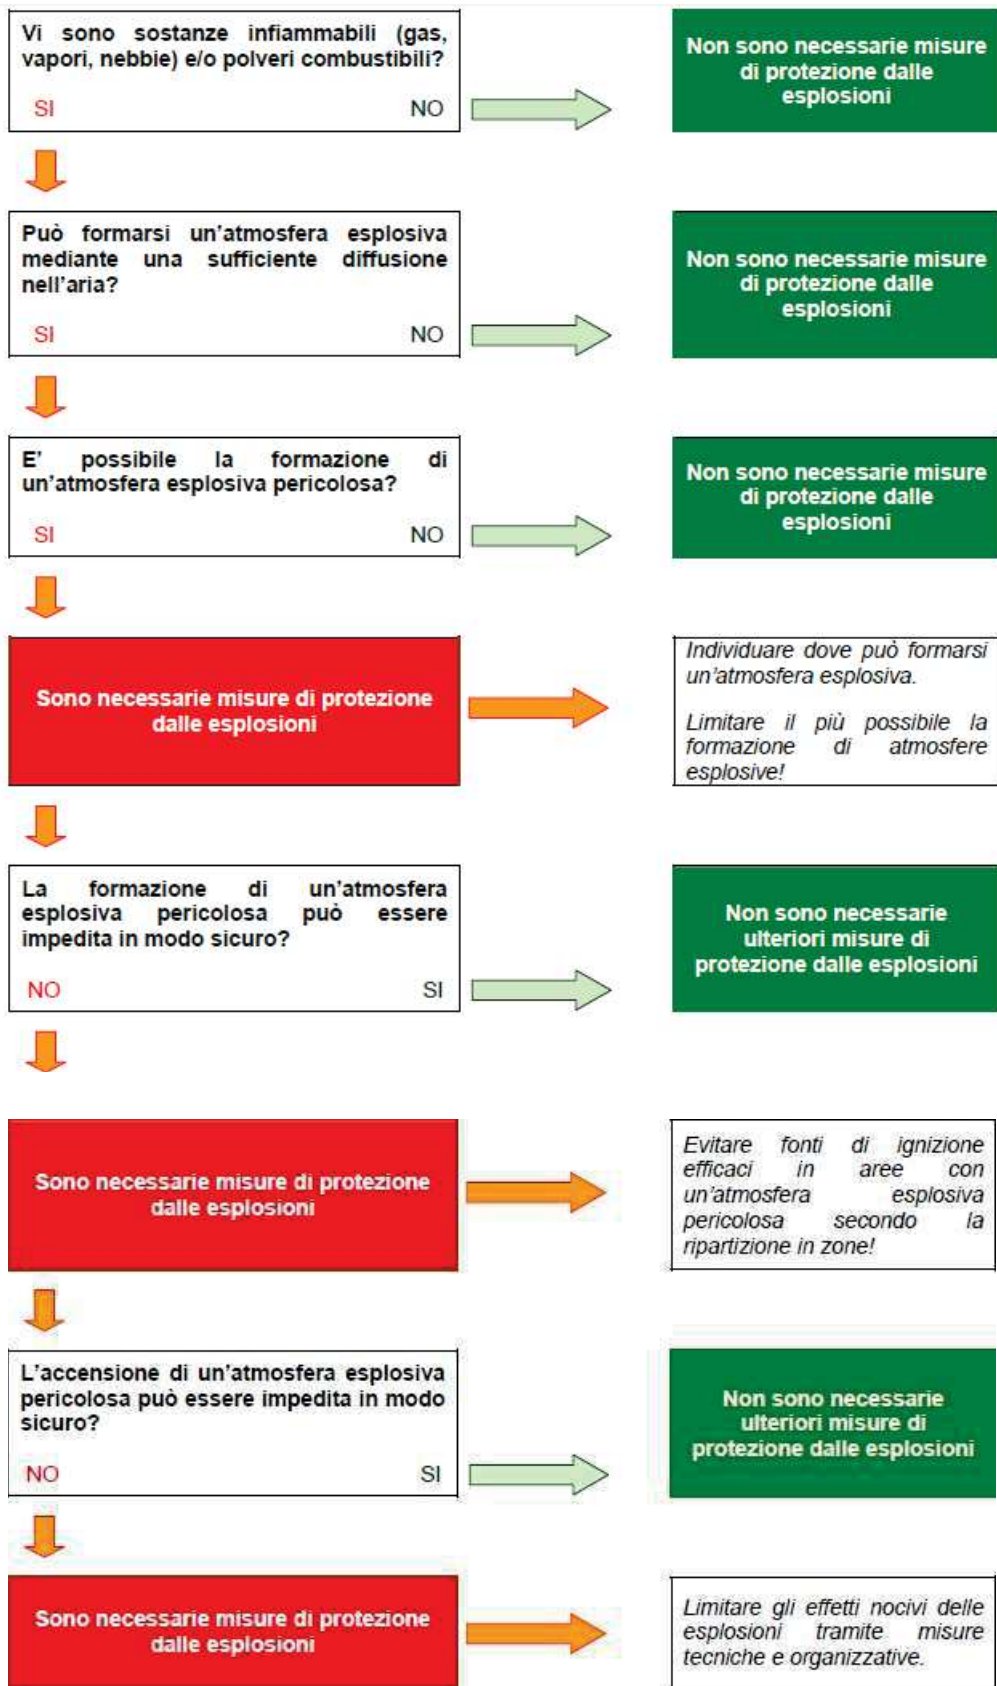 Vi sono sostanze infiammabili (gas,
vapori, nebbie) e/o polveri combustibili?
SI NO
Non sono necessarie misure
di protezione dalle
esplosioni
Può formarsi un'atmosfera esplosiva
mediante una sufficiente diffusione
nell'aria?
SI NO
Non sono necessarie misure
di protezione dalle
esplosioni
E' possibile la formazione di
un'atmosfera esplosiva pericolosa?
SI NO
Non sono necessarie misure
di protezione dalle
esplosioni
Sono necessarie misure di protezione
dalle esplosioni
Individuare dove può formarsi
un'atmosfera esplosiva.
Limitare il più possibile la
formazione di atmosfere
esplosive!
La formazione di un'atmosfera
esplosiva pericolosa può essere
impedita in modo sicuro?
NO SI
Non sono necessarie
ulteriori misure di
protezione dalle esplosioni
Sono necessarie misure di protezione
dalle esplosioni
Evitare fonti di ignizione
efficaci in aree con
un'atmosfera esplosiva
pericolosa secondo la
ripartizione in zone!
L'accensione di un'atmosfera esplosiva
pericolosa può essere impedita in modo
sicuro?
NO SI
Non sono necessarie
ulteriori misure di
protezione dalle esplosioni
Sono necessarie misure di protezione
dalle esplosioni
Limitare gli effetti nocivi delle
esplosioni tramite misure
tecniche e organizzative.